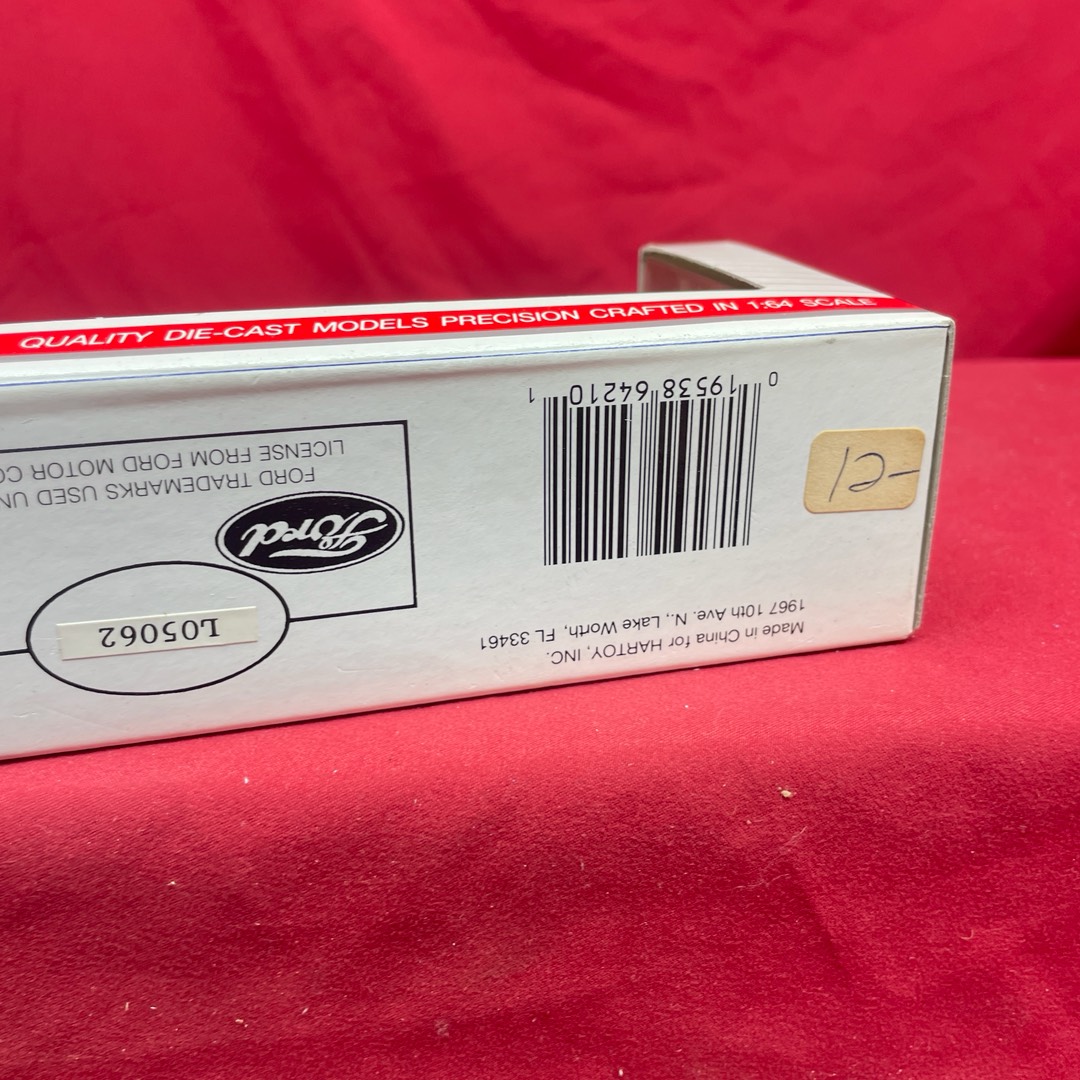 QUALITY DIE-CAST MODELS PRECISION CRAFTED IN 1:64 SCALE
Made in China for HARTOY, INC.
1967 10th Ave. N., Lake Worth, FL 33461
0 19538 64210 1
12-
L05062
Ford
FORD TRADEMARKS USED UN
LICENSE FROM FORD MOTOR CO